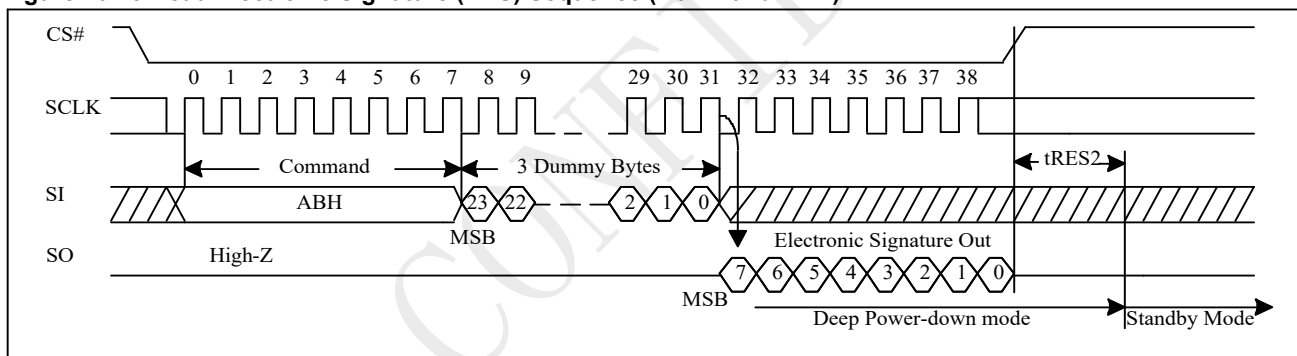 CS#
0 1 2 3 4 5 6 7 8 9 29 30 31 32 33 34 35 36 37 38
SCLK
Command 3 Dummy Bytes tRES2
SI ABH 23 22 2 1 0
MSB Electronic Signature Out
SO High-Z
7 6 5 4 3 2 1 0
MSB
Deep Power-down mode Standby Mode